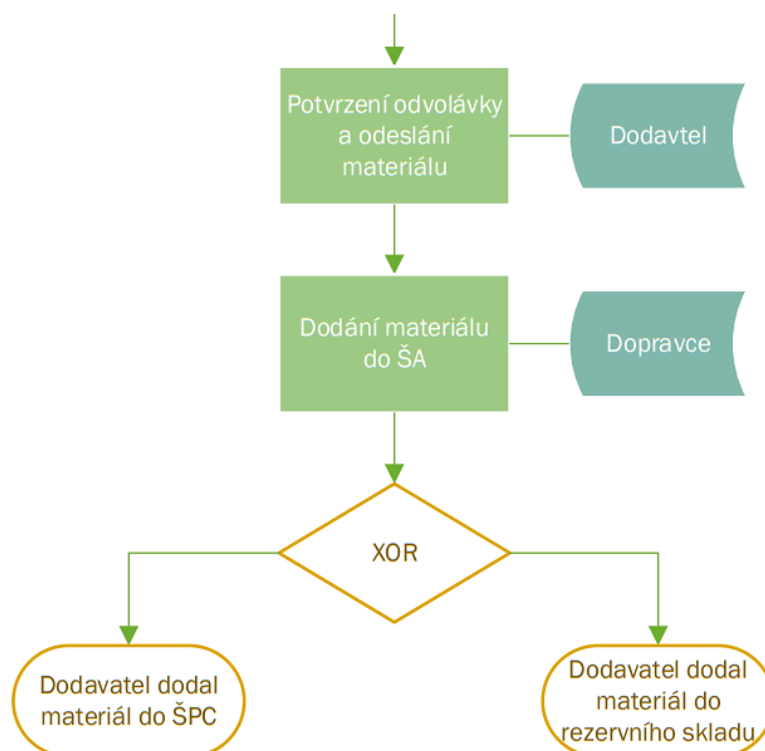 Potvrzení odvolávky
a odeslání
materiálu
Dodavtel
Dodání materiálu
do ŠA
Dopravce
XOR
Dodavatel dodal
materiál do ŠPC
Dodavatel dodal
materiál do
rezervního skladu